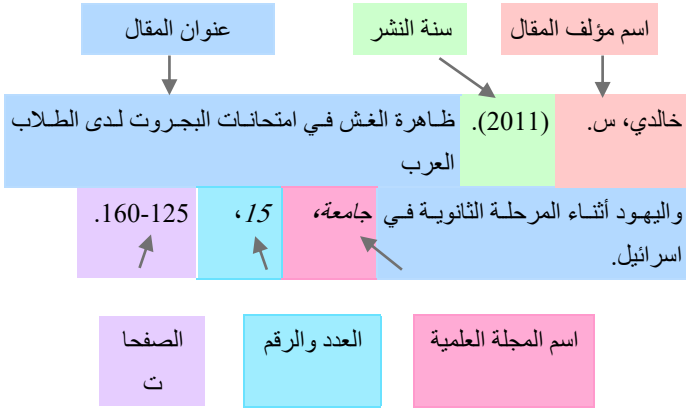 اسم مؤلف المقال
سنة النشر
عنوان المقال
خالدي، س. (2011). ظاهرة الغش في امتحانات البجروت لدى الطلاب
العرب
واليهود أثناء المرحلة الثانوية في جامعة، 15، 125-160.
اسرائيل.
اسم المجلة العلمية
العدد والرقم
الصفحا
ت